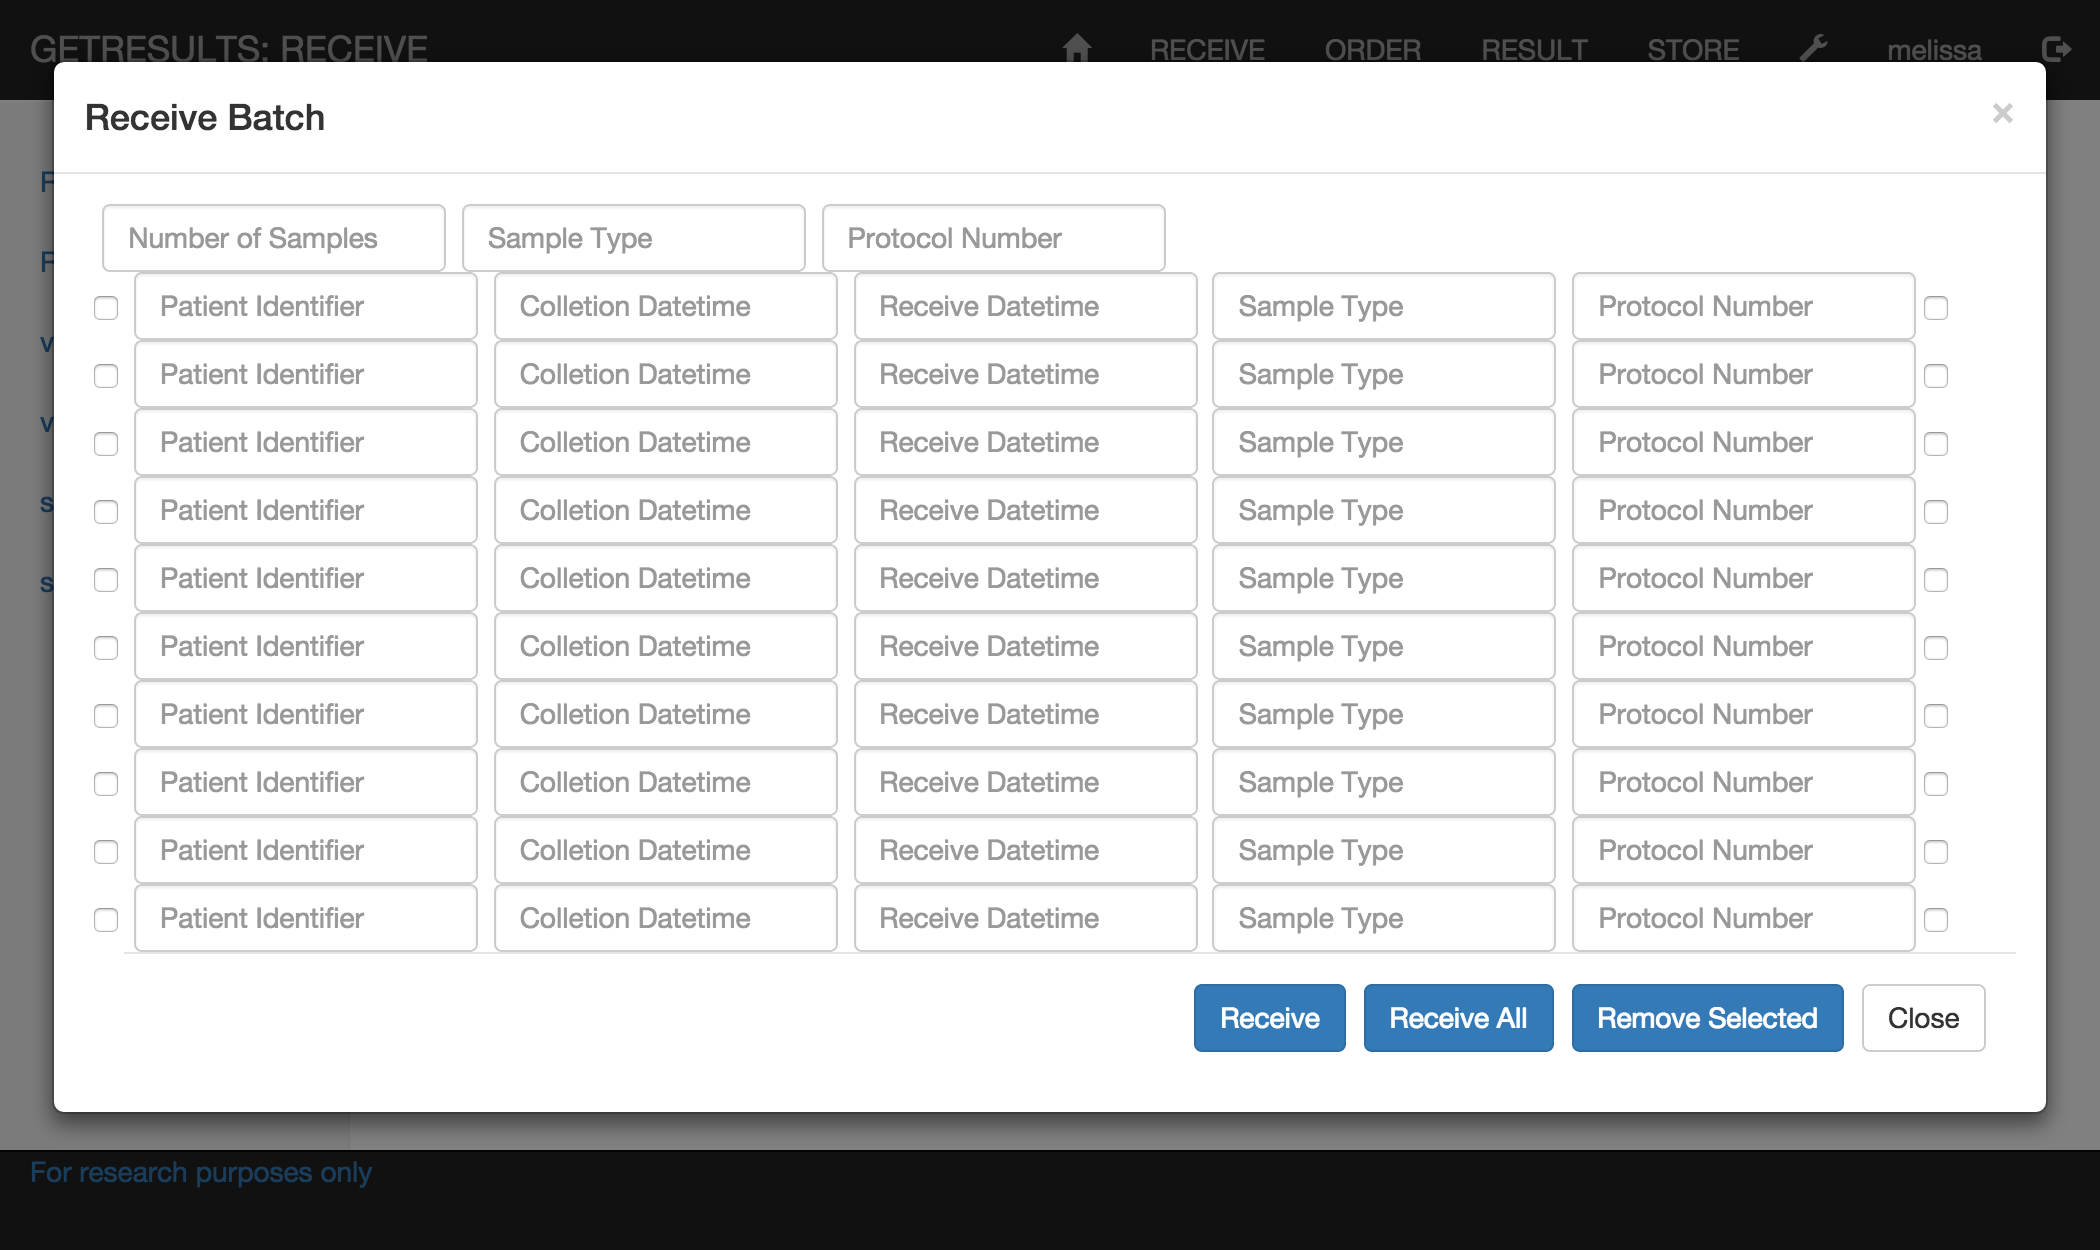 GETRESULTS: RECEIVE RECEIVE ORDER RESULT STORE melissa
Receive Batch ×
Number of Samples Sample Type Protocol Number
Patient Identifier Colletion Datetime Receive Datetime Sample Type Protocol Number
Patient Identifier Colletion Datetime Receive Datetime Sample Type Protocol Number
Patient Identifier Colletion Datetime Receive Datetime Sample Type Protocol Number
Patient Identifier Colletion Datetime Receive Datetime Sample Type Protocol Number
Patient Identifier Colletion Datetime Receive Datetime Sample Type Protocol Number
Patient Identifier Colletion Datetime Receive Datetime Sample Type Protocol Number
Patient Identifier Colletion Datetime Receive Datetime Sample Type Protocol Number
Patient Identifier Colletion Datetime Receive Datetime Sample Type Protocol Number
Patient Identifier Colletion Datetime Receive Datetime Sample Type Protocol Number
Patient Identifier Colletion Datetime Receive Datetime Sample Type Protocol Number
Receive Receive All Remove Selected Close
For research purposes only